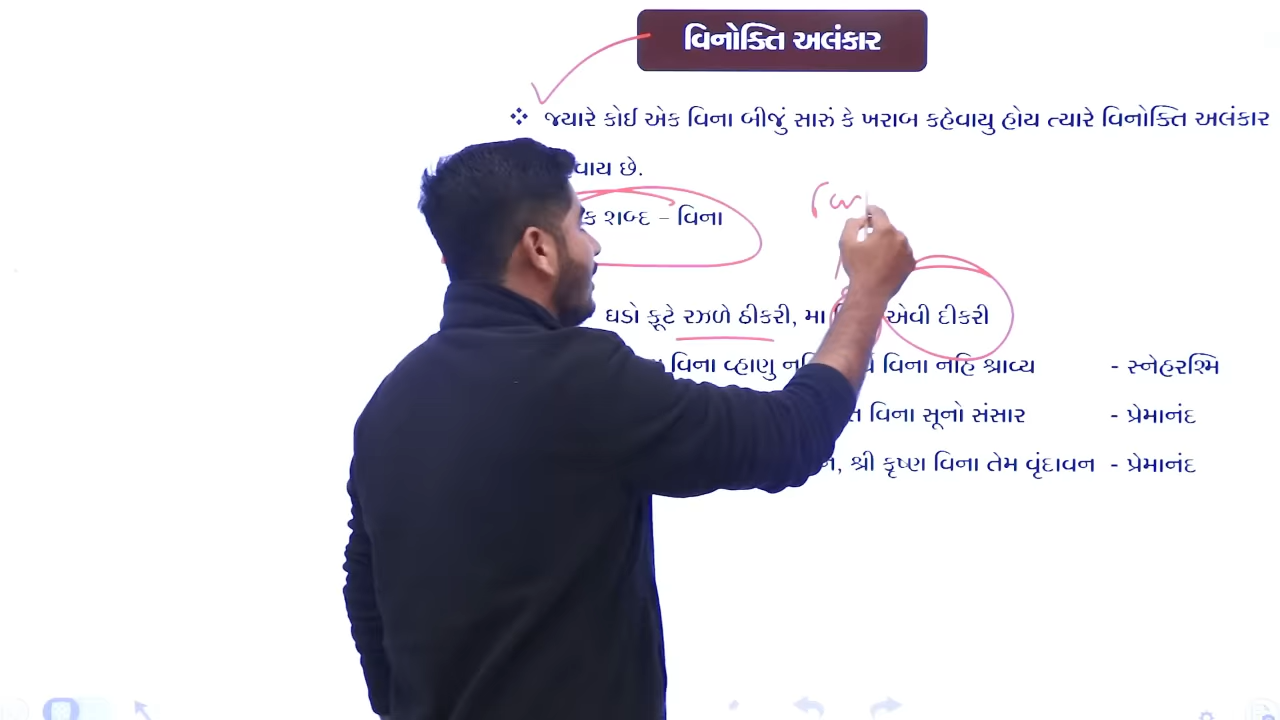 વિનોક્તિ અલંકાર
જ્યારે કોઈ એક વિના બીજું સારું કે ખરાબ કહેવાયુ હોય ત્યારે વિનોક્તિ અલંકાર
છે.
શબ્દ – વિના
ઘડો ફૂટે રઝળે ઠીકરી, મા એવી દીકરી
વિના વ્હાણુ વિના નહિ શ્રાવ્ય - સ્નેહરશ્મિ
વિના સૂનો સંસાર - પ્રેમાનંદ
શ્રી કૃષ્ણ વિના તેમ વૃંદાવન - પ્રેમાનંદ